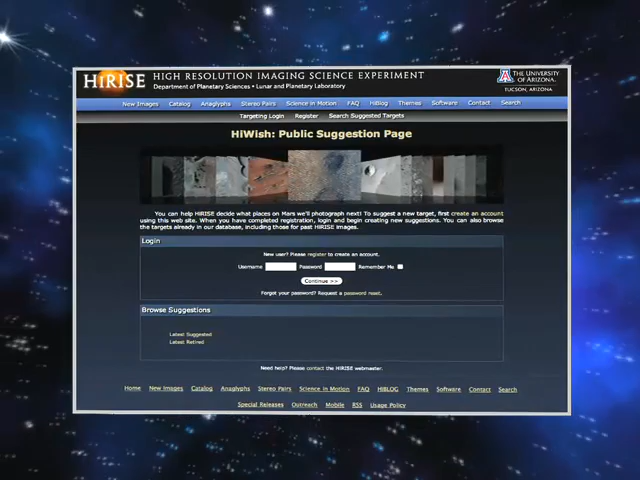 HiRISE HIGH RESOLUTION IMAGING SCIENCE EXPERIMENT
Department of Planetary Sciences • Lunar and Planetary Laboratory
THE UNIVERSITY OF ARIZONA.
TUCSON, ARIZONA
New Images Catalog Anaglyphs Stereo Pairs Science in Motion FAQ HiBlog Themes Software Contact Search
Targeting Login Register Search Suggested Targets
HiWish: Public Suggestion Page
You can help HiRISE decide what places on Mars we'll photograph next! To suggest a new target, first create an account
using this web site. When you have completed registration, login and begin creating new suggestions. You can also browse
the targets already in our database, including those for past HiRISE images.
Login
New user? Please register to create an account.
Username Password Remember Me
Continue >>
Forgot your password? Request a password reset.
Browse Suggestions
Latest Suggested
Latest Retired
Need help? Please contact the HiRISE webmaster.
Home New Images Catalog Anaglyphs Stereo Pairs Science in Motion FAQ HiBLOG Themes Software Contact Search
Special Releases Outreach Mobile RSS Usage Policy